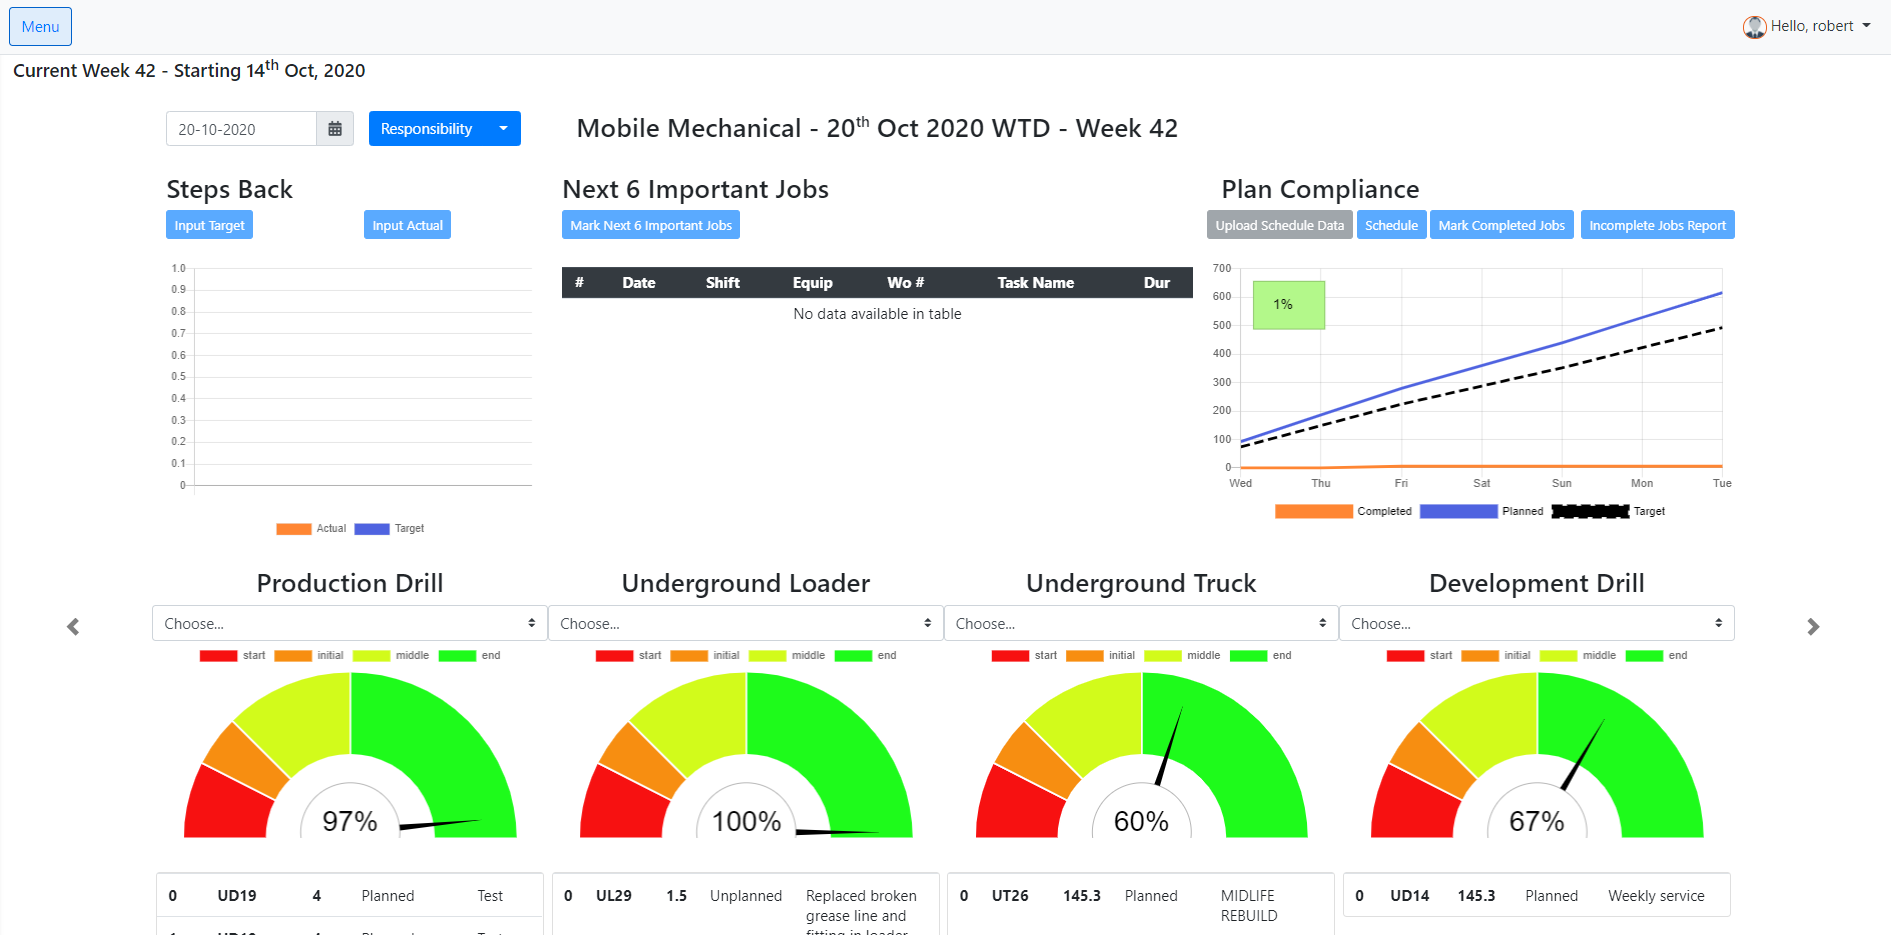 Menu
Hello, robert
Current Week 42 - Starting 14th Oct, 2020
20-10-2020
Responsibility
Mobile Mechanical - 20th Oct 2020 WTD - Week 42
Steps Back
Input Target
Input Actual
1.0
0.9
0.8
0.7
0.6
0.5
0.4
0.3
0.2
0.1
0
Actual
Target
Next 6 Important Jobs
Mark Next 6 Important Jobs
# Date Shift Equip Wo # Task Name Dur
No data available in table
Plan Compliance
Upload Schedule Data
Schedule
Mark Completed Jobs
Incomplete Jobs Report
700
600
500
400
300
200
100
0
1%
Wed Thu Fri Sat Sun Mon Tue
Completed Planned Target
Production Drill
Choose...
start initial middle end
97%
0 UD19 4 Planned Test
Underground Loader
Choose...
start initial middle end
100%
0 UL29 1.5 Unplanned Replaced broken
grease line and
fitting in loader
Underground Truck
Choose...
start initial middle end
60%
0 UT26 145.3 Planned MIDLIFE
REBUILD
Development Drill
Choose...
start initial middle end
67%
0 UD14 145.3 Planned Weekly service